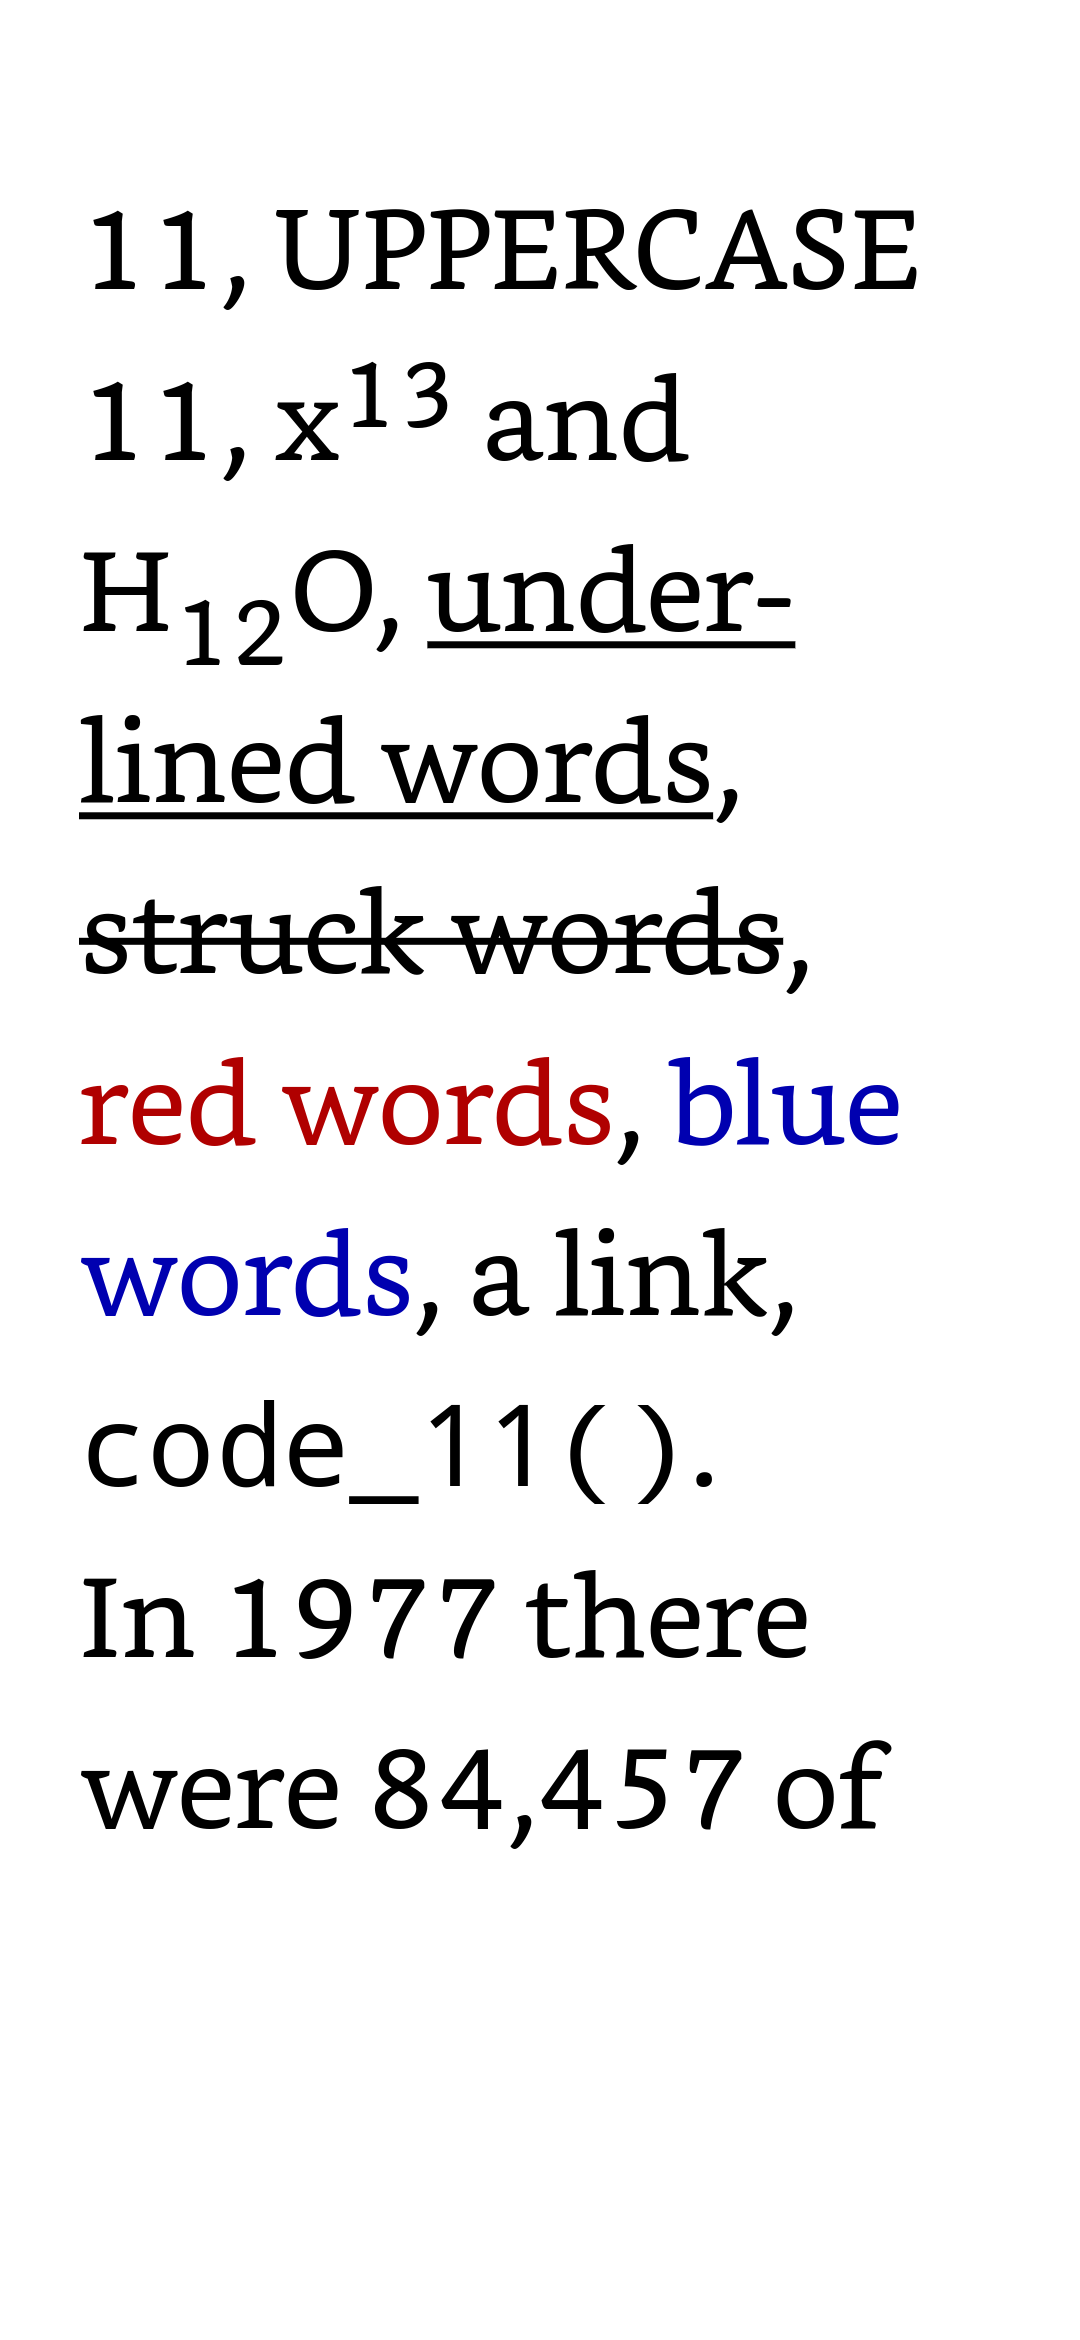 11, UPPERCASE
11, x¹³ and
H₁₂O, under-
lined words,
struck words,
red words, blue
words, a link,
code_11().
In 1977 there
were 84,457 of